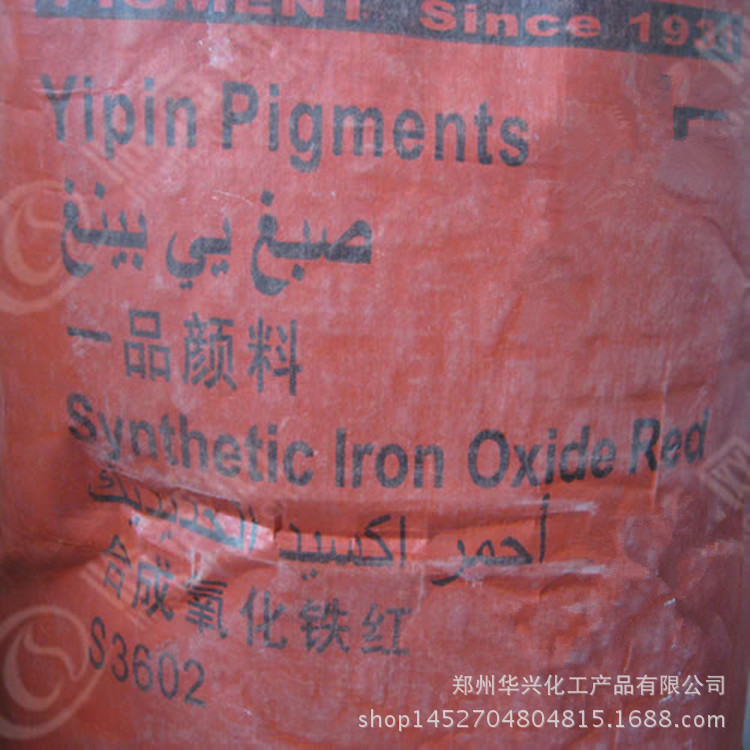 PIGMENT Since 193
Yipin Pigments
صبغ يي بينغ
一品颜料
Synthetic Iron Oxide Red
أحمر اكسيد الحديديك
合成氧化铁红
S3602
郑州华兴化工产品有限公司
shop1452704804815.1688.com